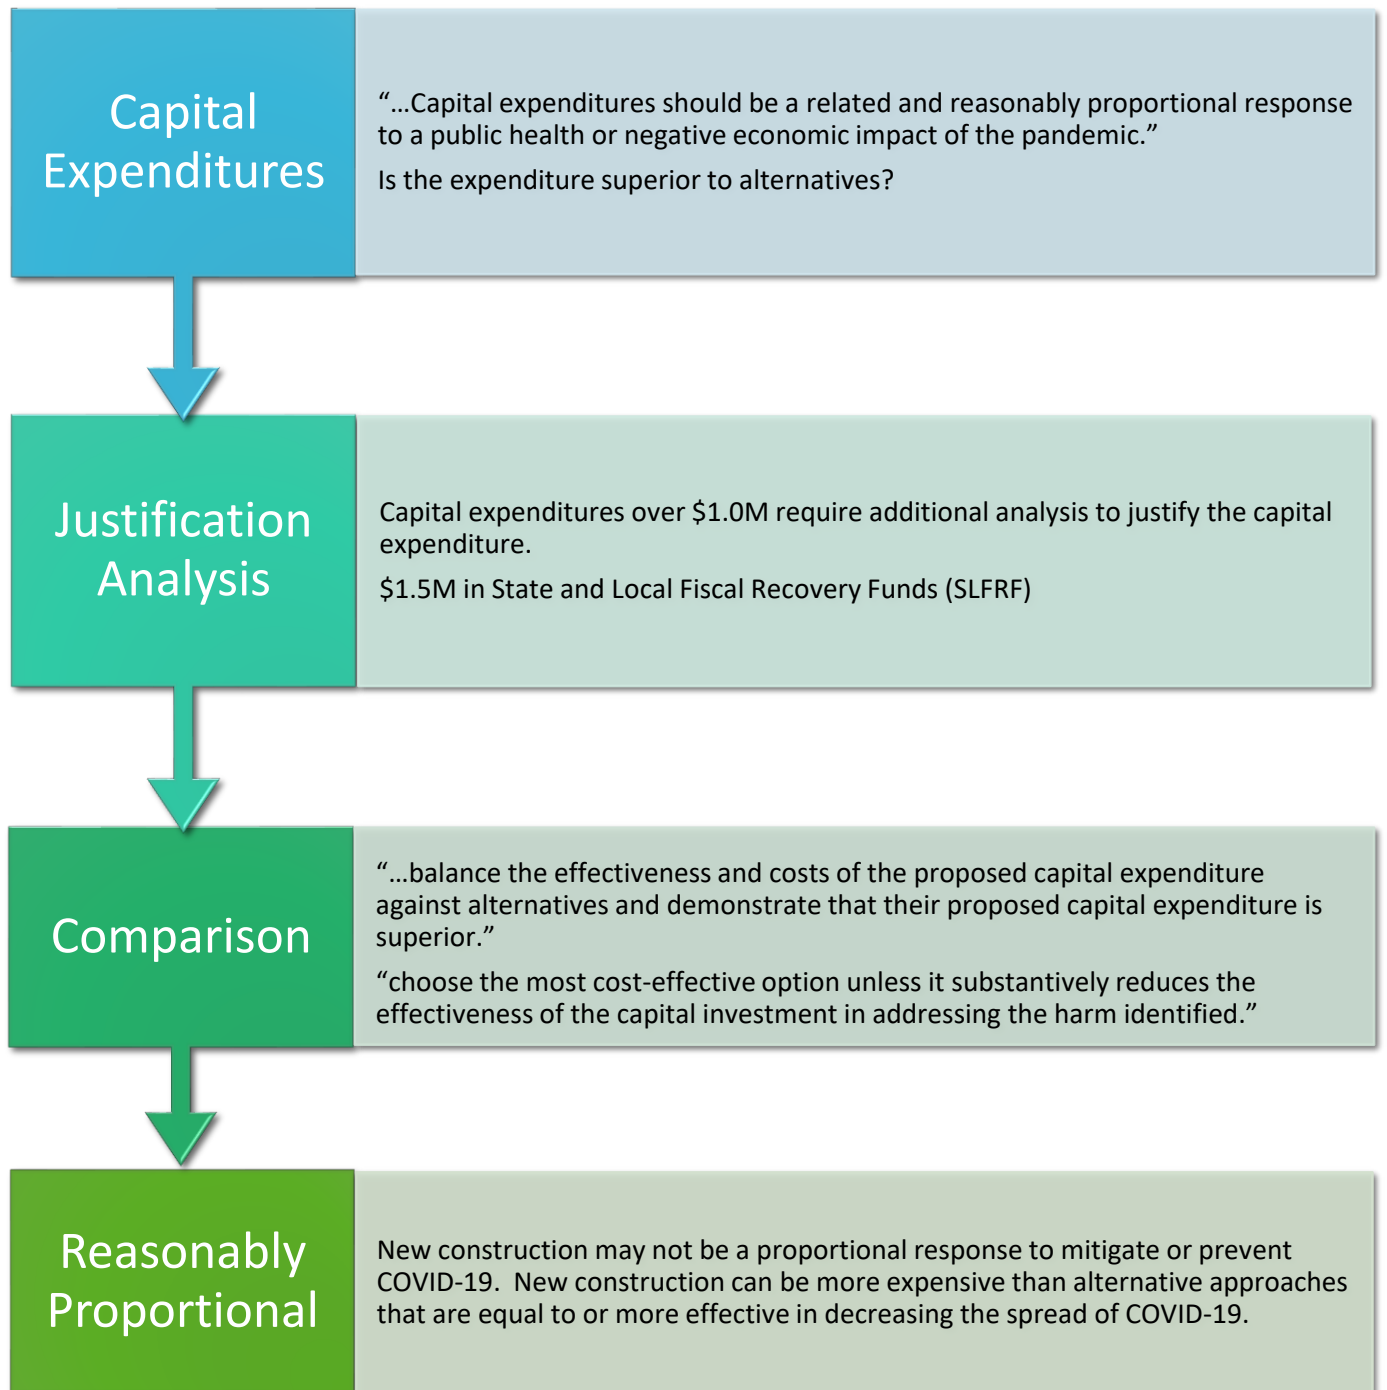 Capital
Expenditures
“…Capital expenditures should be a related and reasonably proportional response
to a public health or negative economic impact of the pandemic.”
Is the expenditure superior to alternatives?
Justification
Analysis
Capital expenditures over $1.0M require additional analysis to justify the capital
expenditure.
$1.5M in State and Local Fiscal Recovery Funds (SLFRF)
Comparison
“…balance the effectiveness and costs of the proposed capital expenditure
against alternatives and demonstrate that their proposed capital expenditure is
superior.”
“choose the most cost-effective option unless it substantively reduces the
effectiveness of the capital investment in addressing the harm identified.”
Reasonably
Proportional
New construction may not be a proportional response to mitigate or prevent
COVID-19.  New construction can be more expensive than alternative approaches
that are equal to or more effective in decreasing the spread of COVID-19.